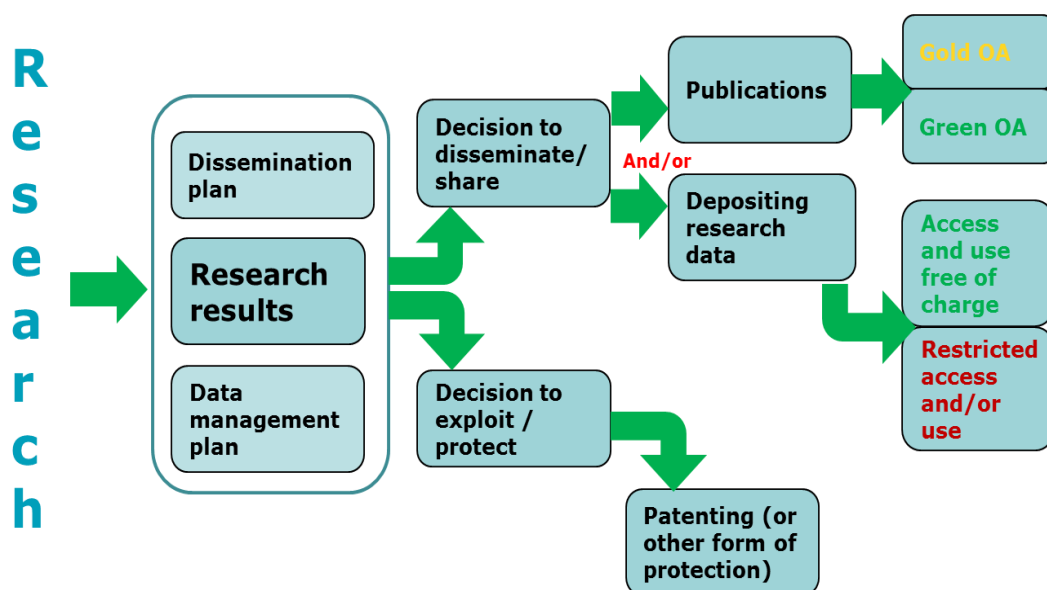 Research
Dissemination
plan
Research
results
Data
management
plan
Decision to
disseminate/
share
Decision to
exploit /
protect
And/or
Publications
Depositing
research
data
Patenting (or
other form of
protection)
Gold OA
Green OA
Access
and use
free of
charge
Restricted
access
and/or
use